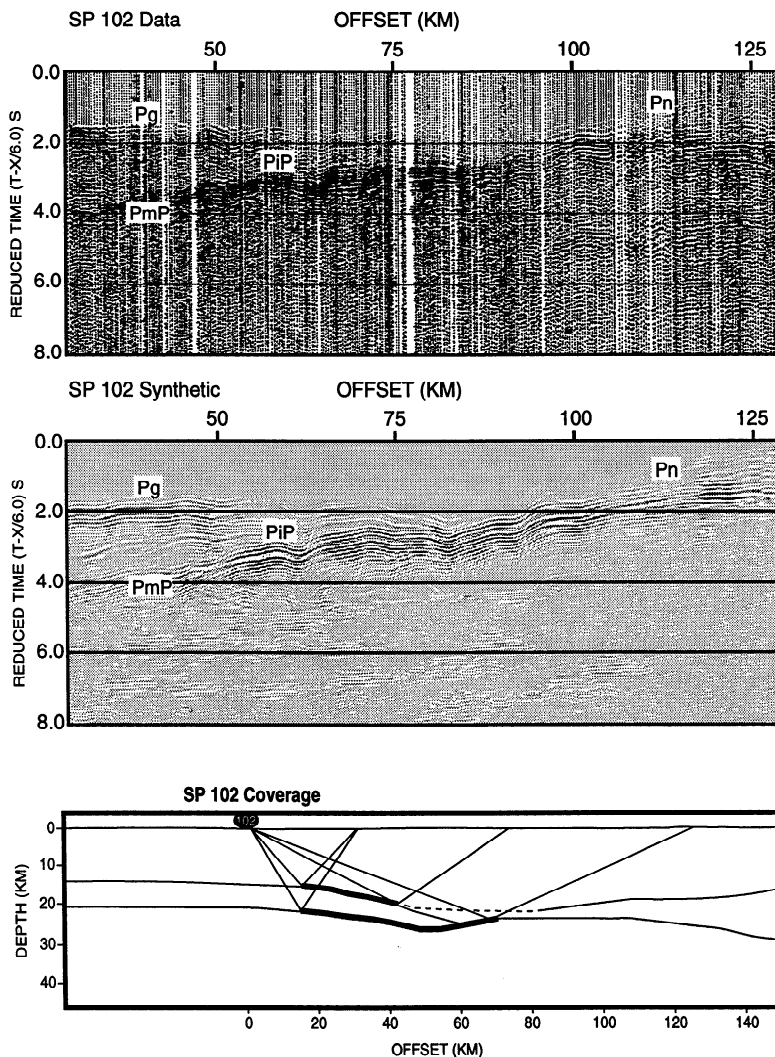 SP 102 Data OFFSET (KM)
50 75 100 125
REDUCED TIME (T-X/6.0) S
0.0
2.0
4.0
6.0
8.0
Pg
Pn
PiP
PmP
SP 102 Synthetic OFFSET (KM)
50 75 100 125
REDUCED TIME (T-X/6.0) S
0.0
2.0
4.0
6.0
8.0
Pn
Pg
PiP
PmP
SP 102 Coverage
102
DEPTH (KM)
0
10
20
30
40
0 20 40 60 80 100 120 140
OFFSET (KM)